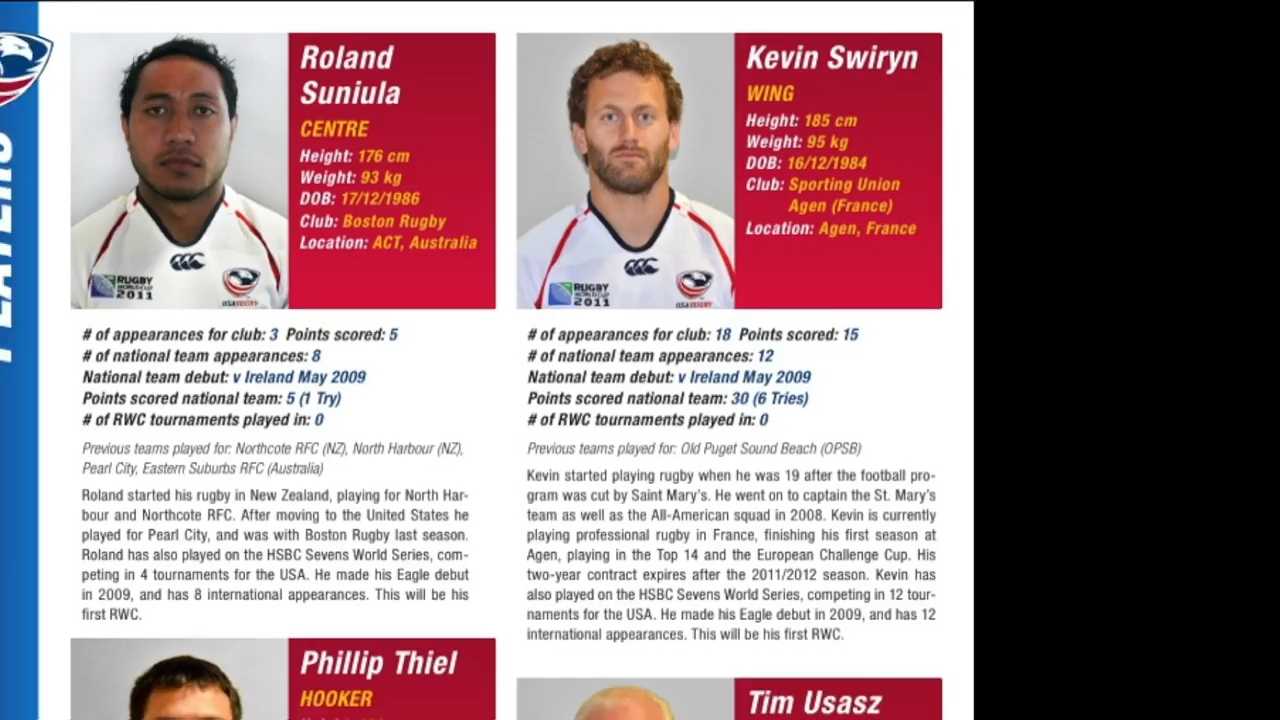 PLAYERS
Roland
Suniula
CENTRE
Height: 176 cm
Weight: 93 kg
DOB: 17/12/1986
Club: Boston Rugby
Location: ACT, Australia
RUGBY
WORLD CUP
2011
USA RUGBY
# of appearances for club: 3 Points scored: 5
# of national team appearances: 8
National team debut: v Ireland May 2009
Points scored national team: 5 (1 Try)
# of RWC tournaments played in: 0
Previous teams played for: Northcote RFC (NZ), North Harbour (NZ),
Pearl City, Eastern Suburbs RFC (Australia)
Roland started his rugby in New Zealand, playing for North Har-
bour and Northcote RFC. After moving to the United States he
played for Pearl City, and was with Boston Rugby last season.
Roland has also played on the HSBC Sevens World Series, com-
peting in 4 tournaments for the USA. He made his Eagle debut
in 2009, and has 8 international appearances. This will be his
first RWC.
Kevin Swiryn
WING
Height: 185 cm
Weight: 95 kg
DOB: 16/12/1984
Club: Sporting Union
Agen (France)
Location: Agen, France
RUGBY
WORLD CUP
2011
USA RUGBY
# of appearances for club: 18 Points scored: 15
# of national team appearances: 12
National team debut: v Ireland May 2009
Points scored national team: 30 (6 Tries)
# of RWC tournaments played in: 0
Previous teams played for: Old Puget Sound Beach (OPSB)
Kevin started playing rugby when he was 19 after the football pro-
gram was cut by Saint Mary's. He went on to captain the St. Mary's
team as well as the All-American squad in 2008. Kevin is currently
playing professional rugby in France, finishing his first season at
Agen, playing in the Top 14 and the European Challenge Cup. His
two-year contract expires after the 2011/2012 season. Kevin has
also played on the HSBC Sevens World Series, competing in 12 tour-
naments for the USA. He made his Eagle debut in 2009, and has 12
international appearances. This will be his first RWC.
Phillip Thiel
HOOKER
Tim Usasz